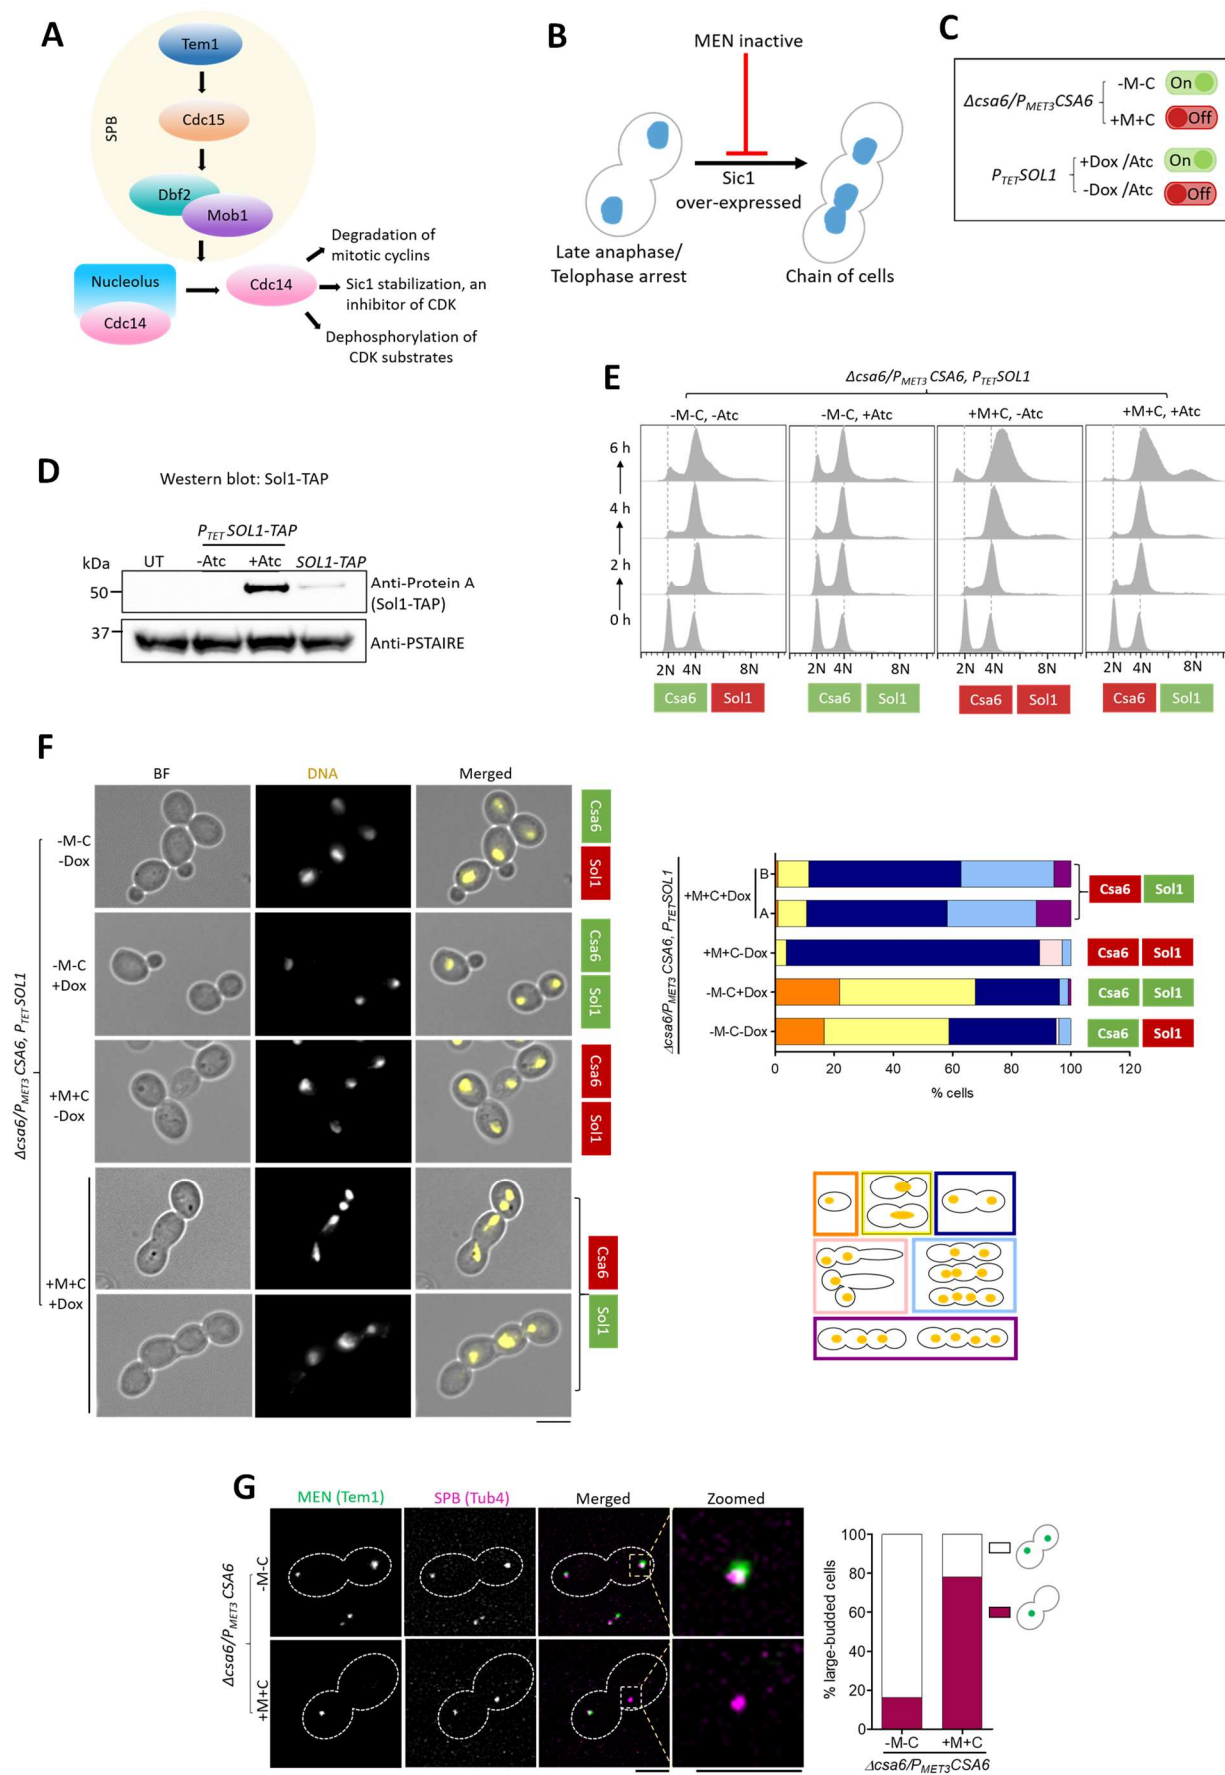 A
Tem1
Cdc15
SPB
Dbf2
Mob1
Nucleolus
Cdc14
Cdc14
Degradation of
mitotic cyclins
Sic1 stabilization, an
inhibitor of CDK
Dephosphorylation of
CDK substrates
B
MEN inactive
Sic1
over-expressed
Late anaphase/
Telophase arrest
Chain of cells
C
Δcsa6/PMET3CSA6
-M-C
On
+M+C
Off
PTETSOL1
+Dox /Atc
On
-Dox /Atc
Off
D
Western blot: Sol1-TAP
PTET SOL1-TAP
kDa
UT
-Atc
+Atc
SOL1-TAP
50
Anti-Protein A
(Sol1-TAP)
37
Anti-PSTAIRE
E
Δcsa6/PMET3 CSA6, PTETSOL1
-M-C, -Atc
-M-C, +Atc
+M+C, -Atc
+M+C, +Atc
6 h
4 h
2 h
0 h
2N 4N 8N
2N 4N 8N
2N 4N 8N
2N 4N 8N
Csa6 Sol1
Csa6 Sol1
Csa6 Sol1
Csa6 Sol1
F
BF
DNA
Merged
Δcsa6/PMET3 CSA6, PTETSOL1
-M-C
-Dox
Csa6
Sol1
-M-C
+Dox
Csa6
Sol1
+M+C
-Dox
Csa6
Sol1
+M+C
+Dox
Csa6
Sol1
Δcsa6/PMET3 CSA6, PTETSOL1
+M+C+Dox
B
A
Csa6 Sol1
+M+C-Dox
Csa6 Sol1
-M-C+Dox
Csa6 Sol1
-M-C-Dox
Csa6 Sol1
0 20 40 60 80 100 120
% cells
G
MEN (Tem1)
SPB (Tub4)
Merged
Zoomed
Δcsa6/PMET3 CSA6
-M-C
+M+C
% large-budded cells
100
80
60
40
20
0
-M-C
+M+C
Δcsa6/PMET3CSA6